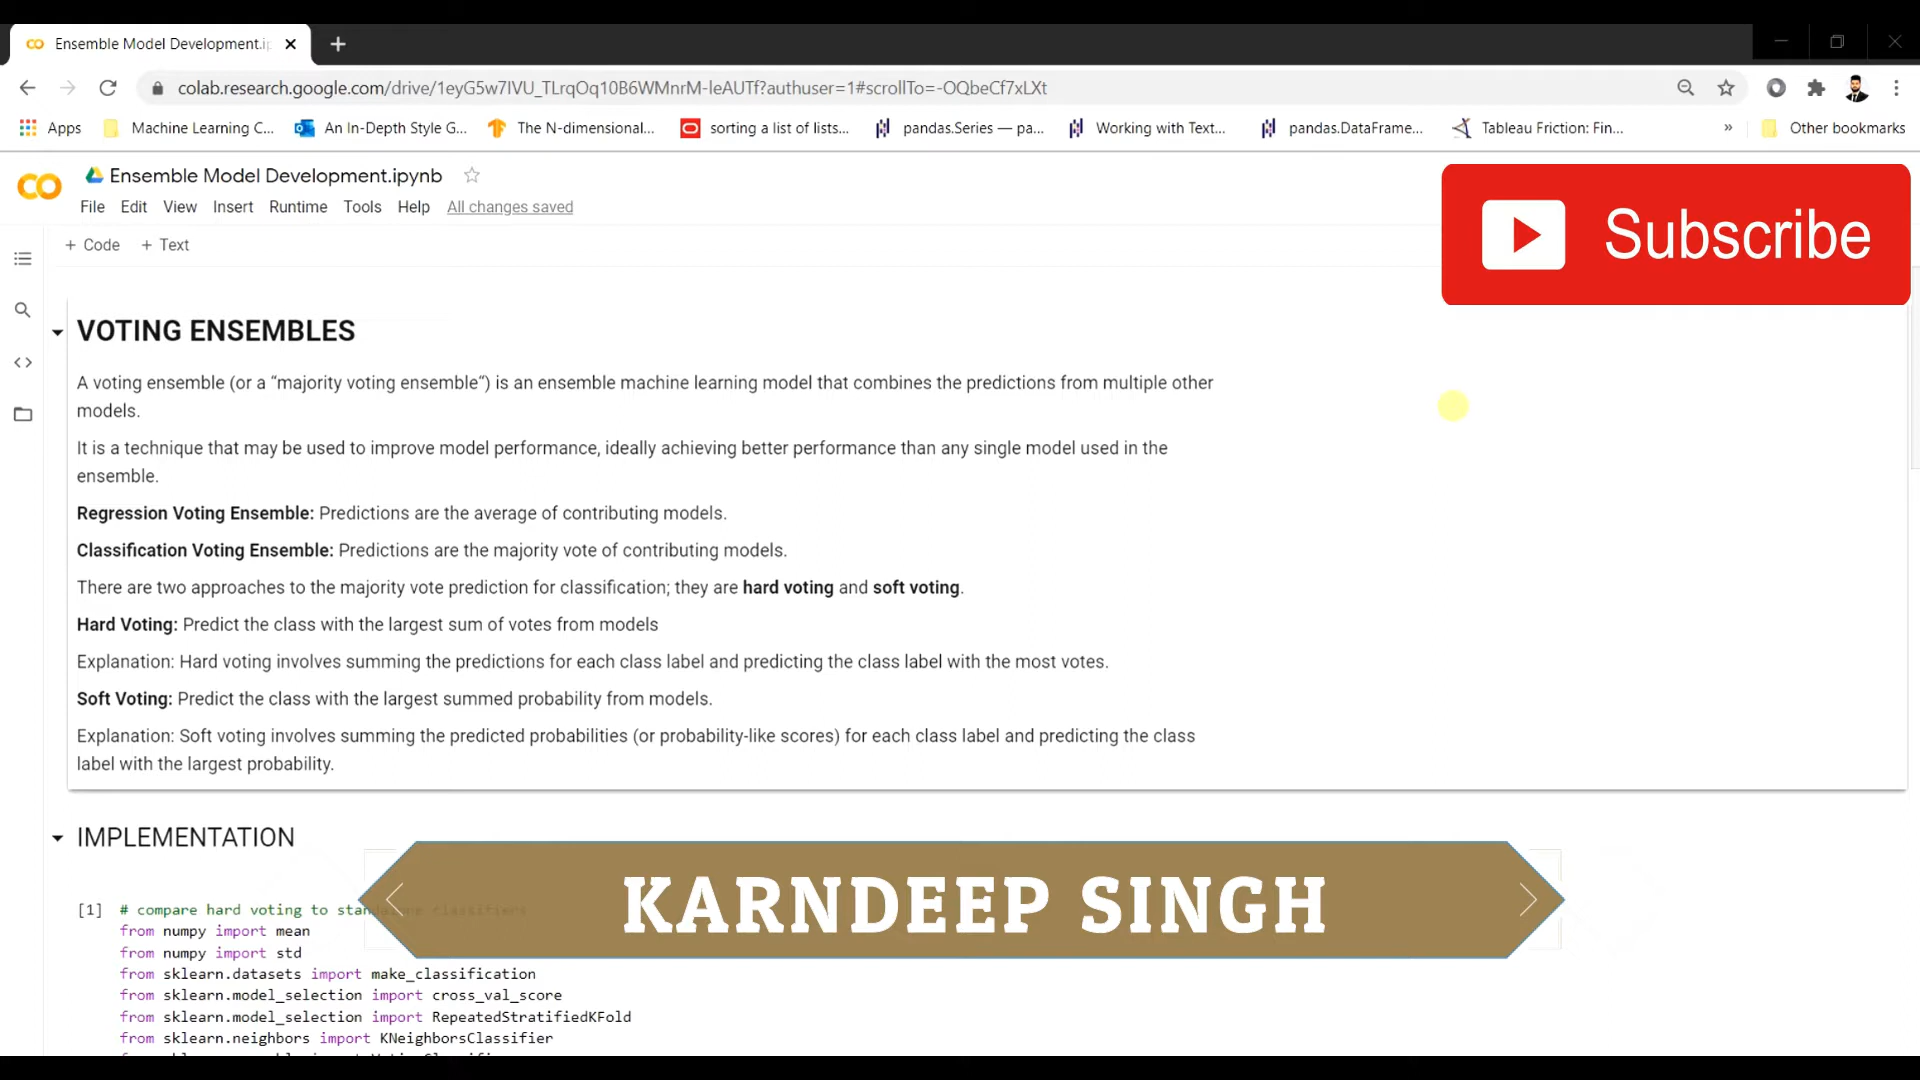 Ensemble Model Development.ip
colab.research.google.com/drive/1eyG5w7IVU_TLrqOq10B6WMnrM-leAUTf?authuser=1#scrollTo=-OQbeCf7xLXt
Apps Machine Learning C... An In-Depth Style G... The N-dimensional... sorting a list of lists... pandas.Series — pa... Working with Text... pandas.DataFrame... Tableau Friction: Fin... » Other bookmarks
Ensemble Model Development.ipynb
File Edit View Insert Runtime Tools Help All changes saved
Subscribe
+ Code + Text
VOTING ENSEMBLES
A voting ensemble (or a “majority voting ensemble“) is an ensemble machine learning model that combines the predictions from multiple other
models.
It is a technique that may be used to improve model performance, ideally achieving better performance than any single model used in the
ensemble.
Regression Voting Ensemble: Predictions are the average of contributing models.
Classification Voting Ensemble: Predictions are the majority vote of contributing models.
There are two approaches to the majority vote prediction for classification; they are hard voting and soft voting.
Hard Voting: Predict the class with the largest sum of votes from models
Explanation: Hard voting involves summing the predictions for each class label and predicting the class label with the most votes.
Soft Voting: Predict the class with the largest summed probability from models.
Explanation: Soft voting involves summing the predicted probabilities (or probability-like scores) for each class label and predicting the class
label with the largest probability.
IMPLEMENTATION
KARNDEEP SINGH
[1] # compare hard voting to standalone classifiers
from numpy import mean
from numpy import std
from sklearn.datasets import make_classification
from sklearn.model_selection import cross_val_score
from sklearn.model_selection import RepeatedStratifiedKFold
from sklearn.neighbors import KNeighborsClassifier